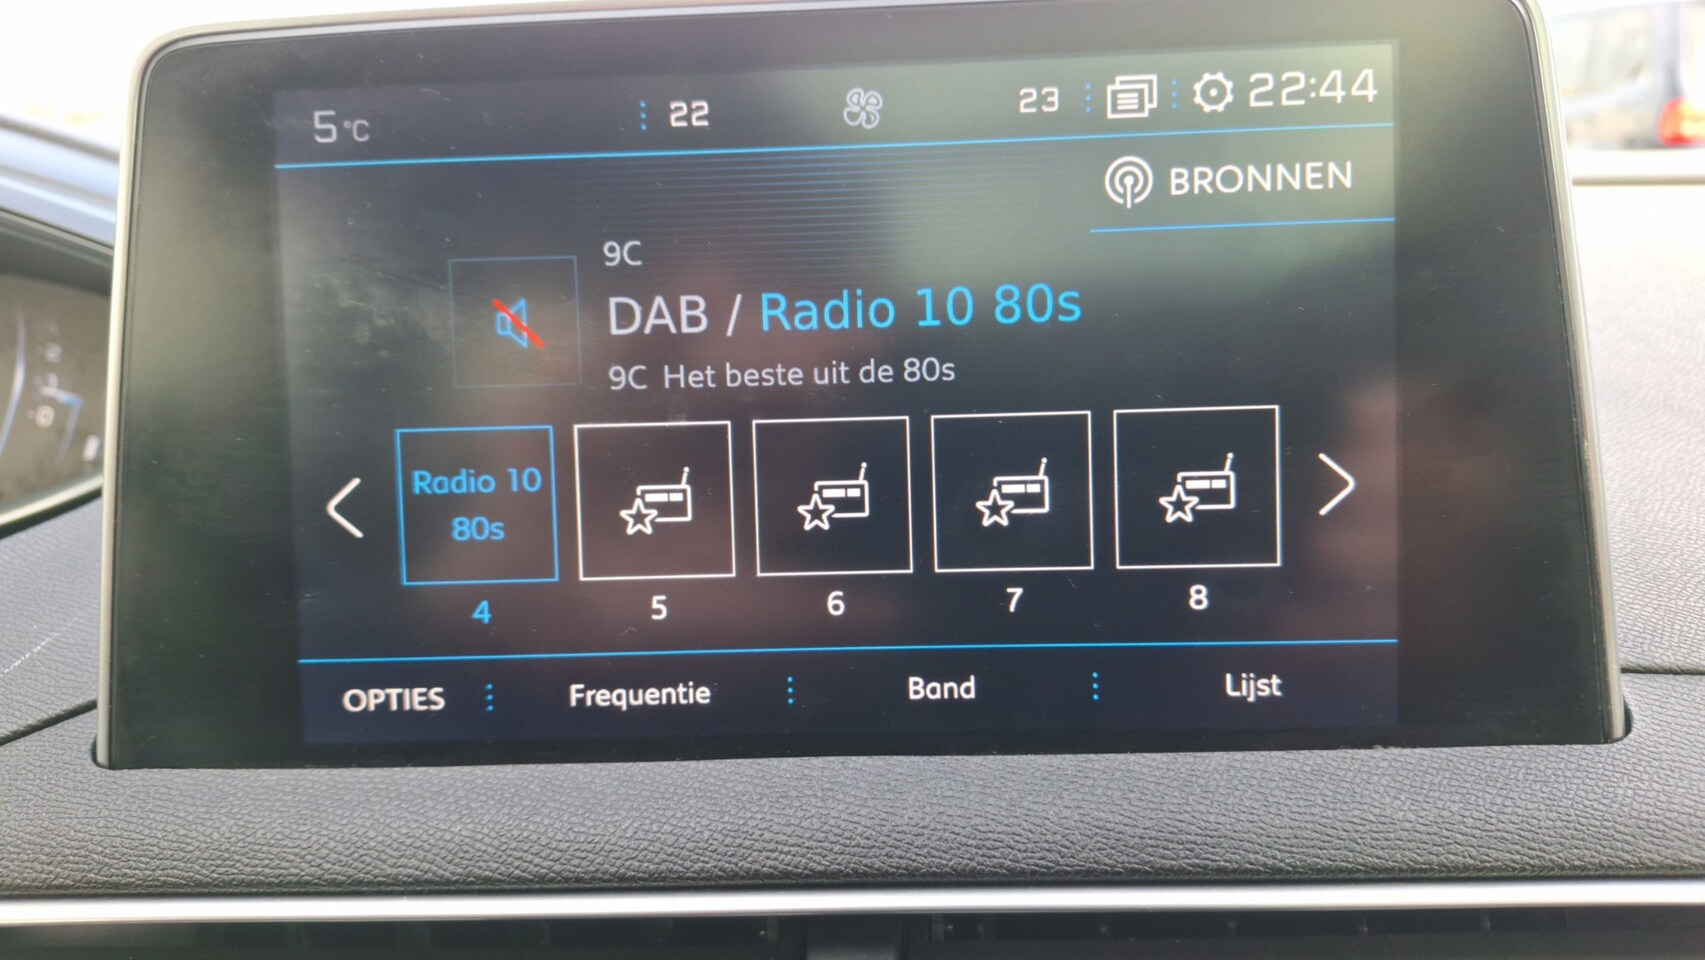 5°C 22 23 22:44
BRONNEN
9C
DAB / Radio 10 80s
9C Het beste uit de 80s
Radio 10
80s
4 5 6 7 8
OPTIES Frequentie Band Lijst